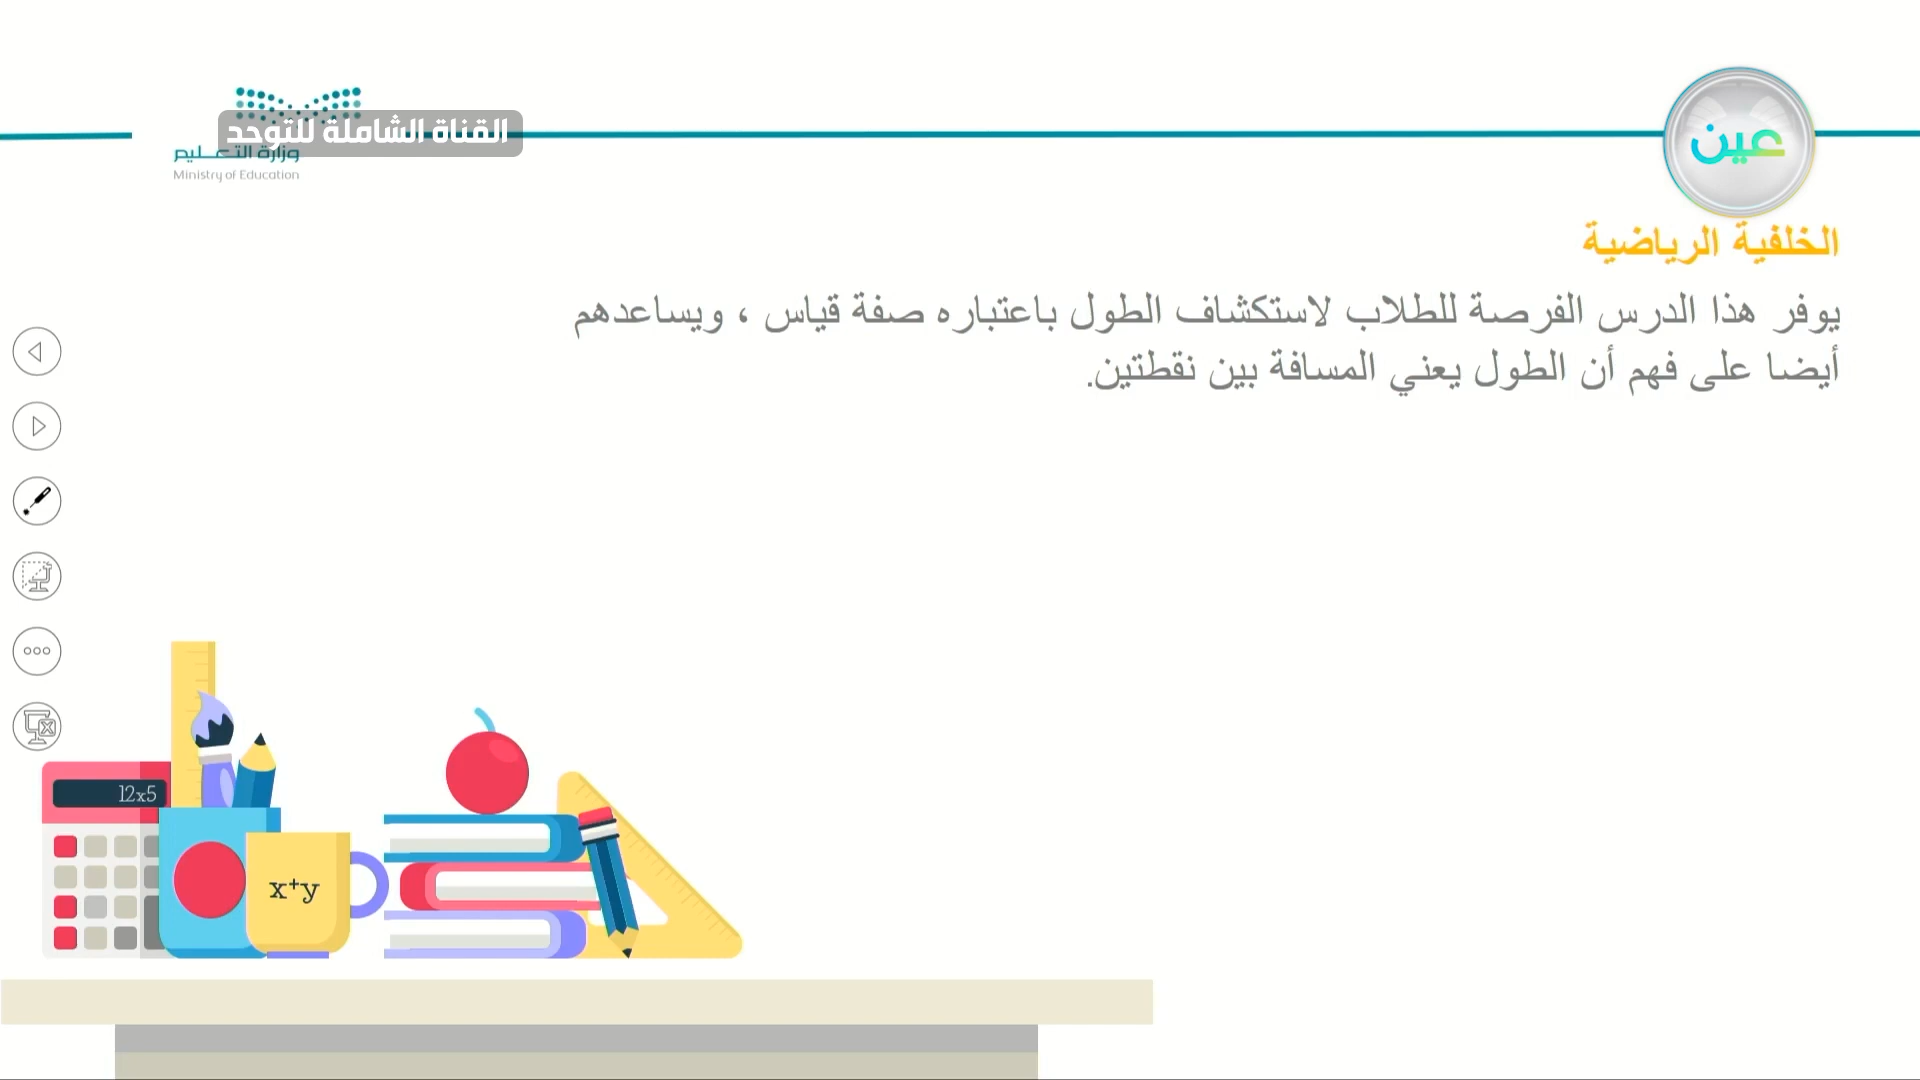 القناة الشاملة للتوحد
وزارة التعليم
Ministry of Education
عين
الخلفية الرياضية
يوفر هذا الدرس الفرصة للطلاب لاستكشاف الطول باعتباره صفة قياس ، ويساعدهم
أيضا على فهم أن الطول يعني المسافة بين نقطتين.
12x5
x+y